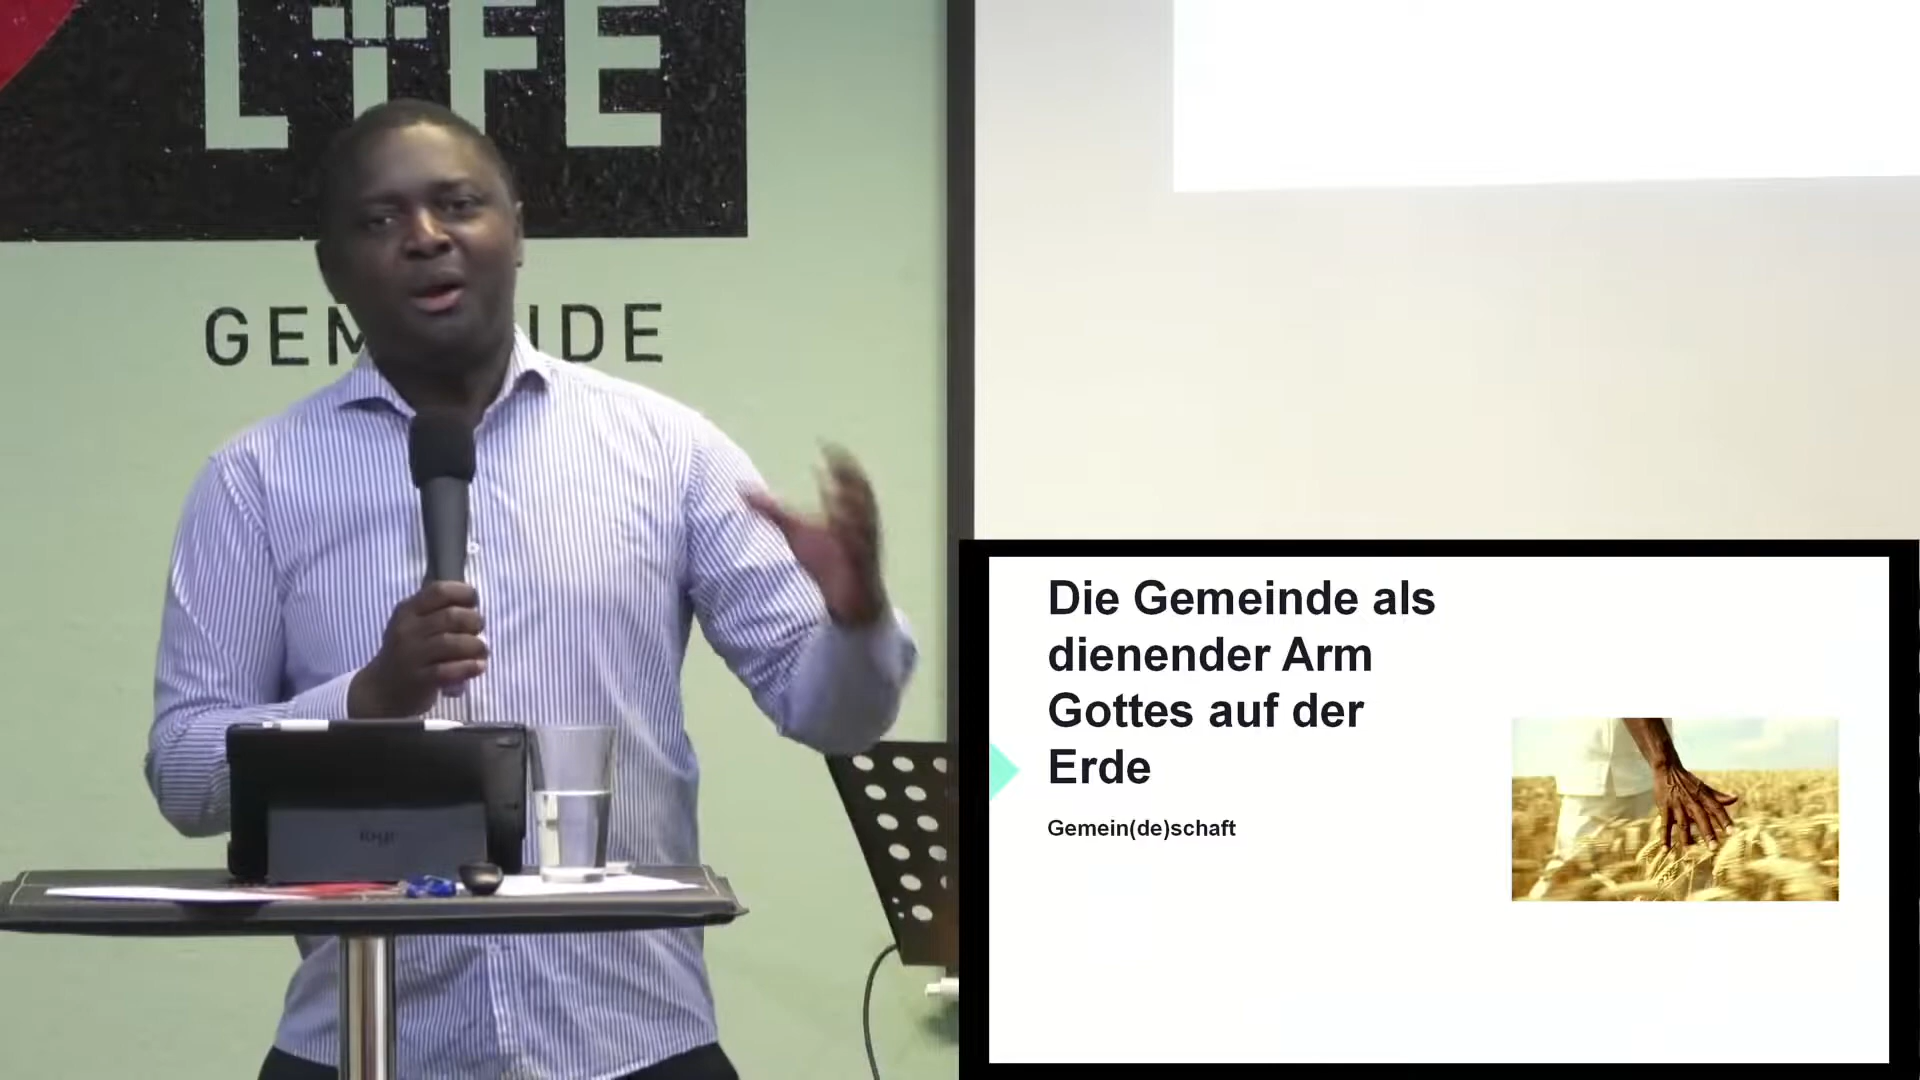 LIFE
GEM IDE
Die Gemeinde als
dienender Arm
Gottes auf der
Erde
Gemein(de)schaft